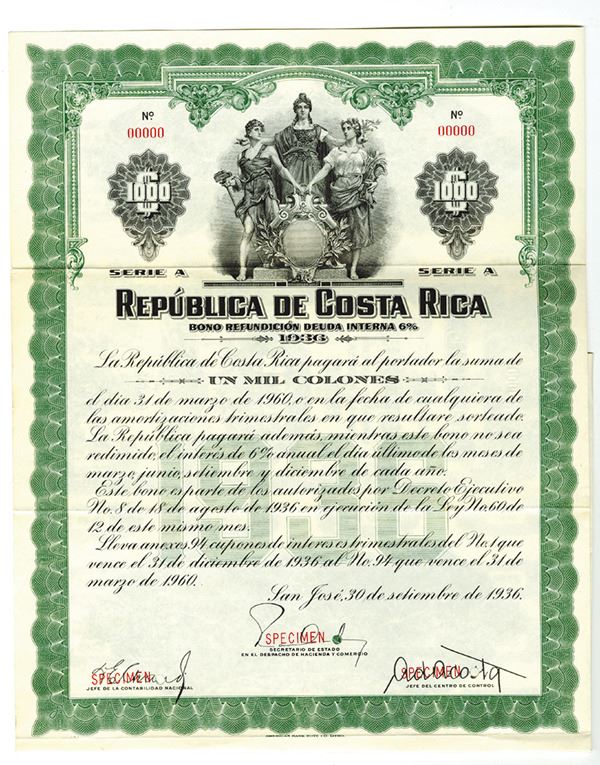 Nº
00000
Nº
00000
1000
1000
SERIE A
SERIE A
REPÚBLICA DE COSTA RICA
BONO REFUNDICIÓN DEUDA INTERNA 6%
1936
La República de Costa Rica pagará al portador la suma de
UN MIL COLONES
el día 31 de marzo de 1960, o en la fecha de cualquiera de
las amortizaciones trimestrales en que resultare sorteado.
La República pagará además, mientras este bono no sea
redimido, el interés de 6% anual el día último de los meses de
marzo, junio, setiembre y diciembre de cada año.
Este bono es parte de los autorizados por Decreto Ejecutivo
No. 8 de 18 de agosto de 1936 en ejecución de la Ley No. 60 de
12 de este mismo mes.
Lleva anexos 94 cupones de intereses trimestrales del No. 1 que
vence el 31 de diciembre de 1936 al No. 94 que vence el 31 de
marzo de 1960.
San José, 30 de setiembre de 1936.
1936
SPECIMEN
SECRETARIO DE ESTADO
EN EL DESPACHO DE HACIENDA Y COMERCIO
SPECIMEN
JEFE DE LA CONTABILIDAD NACIONAL
SPECIMEN
JEFE DEL CENTRO DE CONTROL